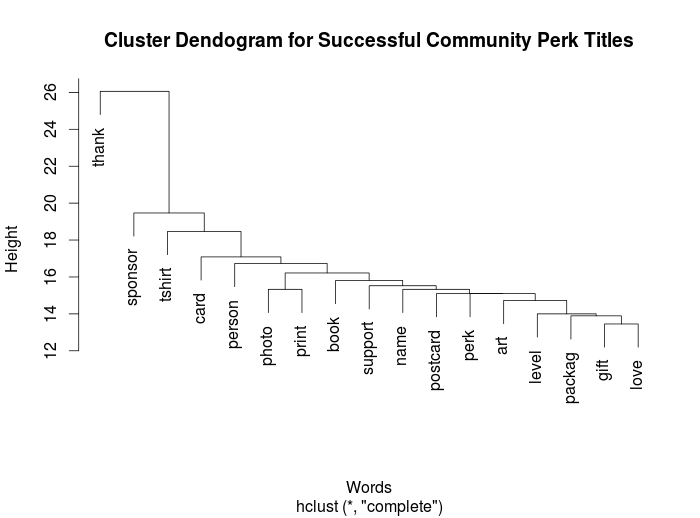 Cluster Dendogram for Successful Community Perk Titles
Height
26
24
22
20
18
16
14
12
thank
sponsor
tshirt
card
person
photo
print
book
support
name
postcard
perk
art
level
packag
gift
love
Words
hclust (*, "complete")